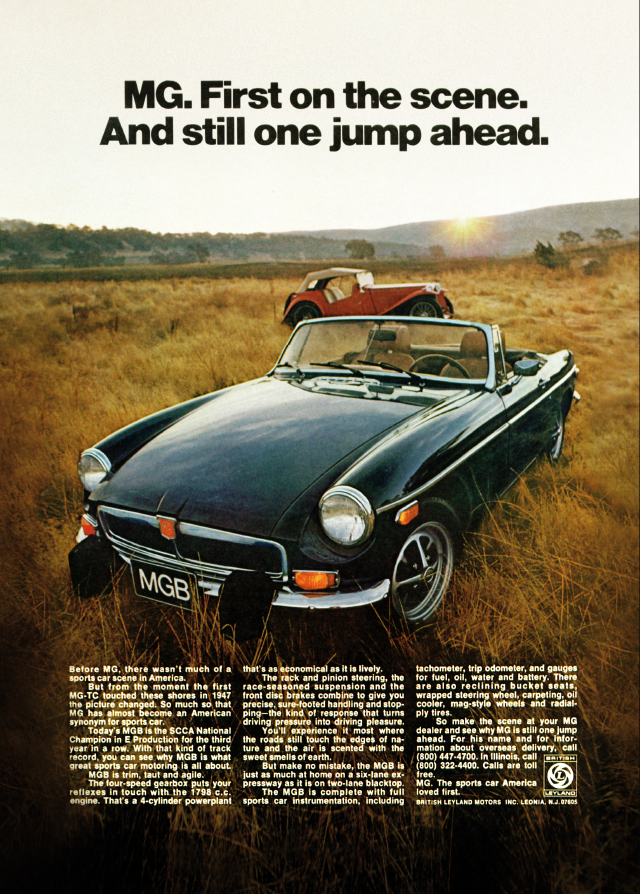 MG. First on the scene.
And still one jump ahead.
MGB
Before MG, there wasn't much of a
sports car scene in America.
But from the moment the first
MG-TC touched these shores in 1947
the picture changed. So much so that
MG has almost become an American
synonym for sports car.
Today's MGB is the SCCA National
Champion in E Production for the third
year in a row. With that kind of track
record, you can see why MGB is what
great sports car motoring is all about.
MGB is trim, taut and agile.
The four-speed gearbox puts your
reflexes in touch with the 1798 c.c.
engine. That's a 4-cylinder powerplant
that's as economical as it is lively.
The rack and pinion steering, the
race-seasoned suspension and the
front disc brakes combine to give you
precise, sure-footed handling and stop-
ping—the kind of response that turns
driving pressure into driving pleasure.
You'll experience it most where
the roads still touch the edges of na-
ture and the air is scented with the
sweet smells of earth.
But make no mistake, the MGB is
just as much at home on a six-lane ex-
pressway as it is on two-lane blacktop.
The MGB is complete with full
sports car instrumentation, including
tachometer, trip odometer, and gauges
for fuel, oil, water and battery. There
are also reclining bucket seats,
wrapped steering wheel, carpeting, oil
cooler, mag-style wheels and radial-
ply tires.
So make the scene at your MG
dealer and see why MG is still one jump
ahead. For his name and for infor-
mation about overseas delivery, call
(800) 447-4700. In Illinois, call
(800) 322-4400. Calls are toll
free.
MG. The sports car America
loved first.
BRITISH
LEYLAND
BRITISH LEYLAND MOTORS INC. LEONIA, N.J. 07605